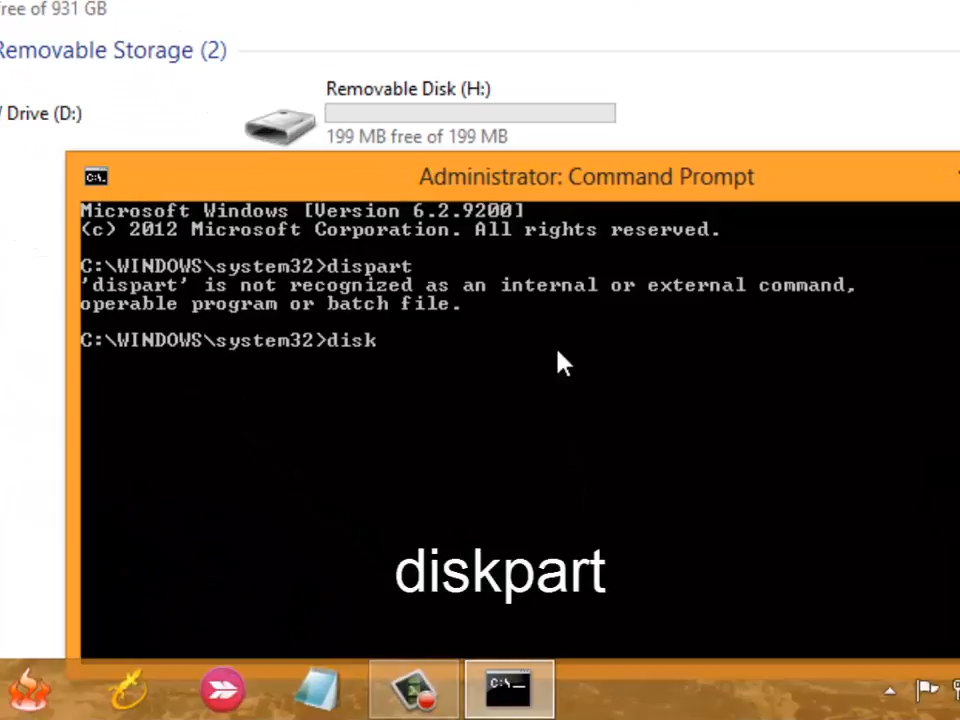 free of 931 GB
Removable Storage (2)
Removable Disk (H:)
Drive (D:)
199 MB free of 199 MB
Administrator: Command Prompt
Microsoft Windows [Version 6.2.9200]
(c) 2012 Microsoft Corporation. All rights reserved.
C:\WINDOWS\system32>dispart
'dispart' is not recognized as an internal or external command,
operable program or batch file.
C:\WINDOWS\system32>disk
diskpart